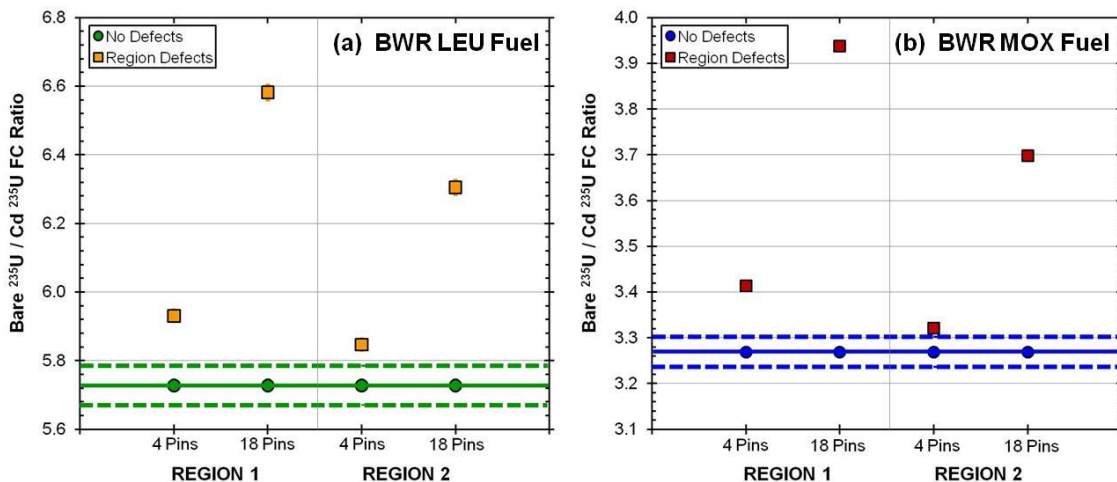 (a) BWR LEU Fuel
No Defects
Region Defects
Bare ²³⁵U / Cd ²³⁵U FC Ratio
6.8
6.6
6.4
6.2
6.0
5.8
5.6
4 Pins 18 Pins 4 Pins 18 Pins
REGION 1 REGION 2
(b) BWR MOX Fuel
No Defects
Region Defects
Bare ²³⁵U / Cd ²³⁵U FC Ratio
4.0
3.9
3.8
3.7
3.6
3.5
3.4
3.3
3.2
3.1
4 Pins 18 Pins 4 Pins 18 Pins
REGION 1 REGION 2